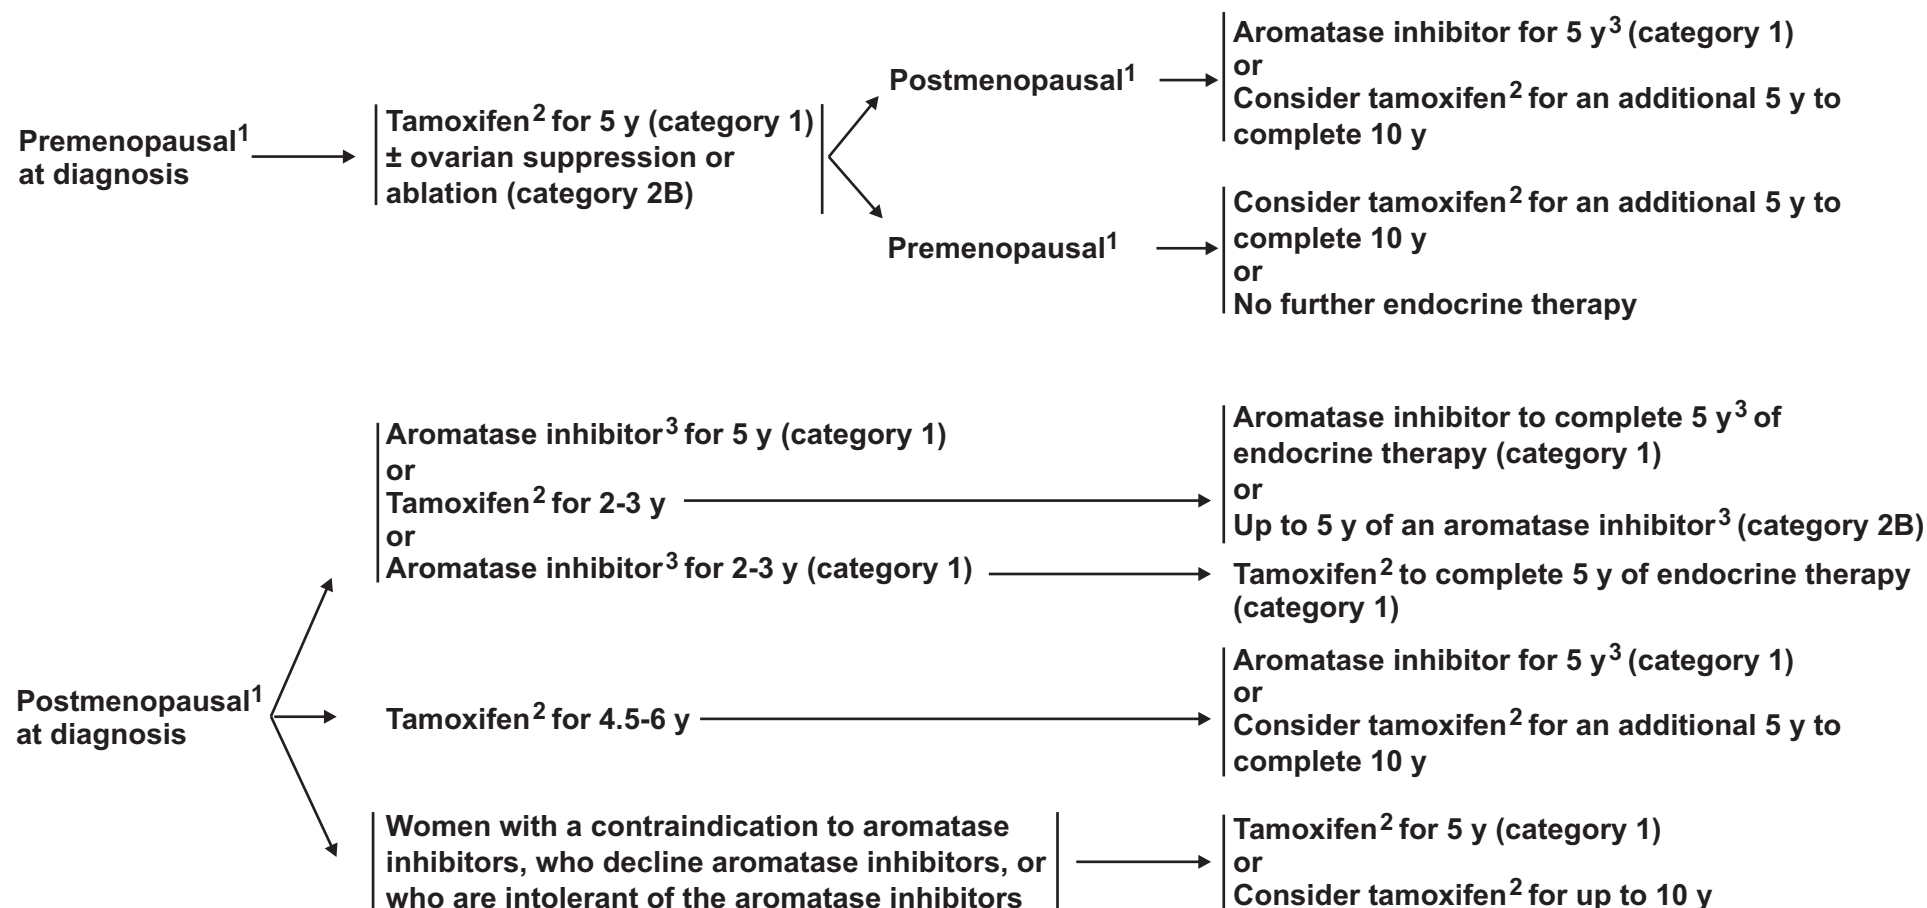 Premenopausal1
at diagnosis
Tamoxifen2 for 5 y (category 1)
± ovarian suppression or
ablation (category 2B)
Postmenopausal1
Aromatase inhibitor for 5 y3 (category 1)
or
Consider tamoxifen2 for an additional 5 y to
complete 10 y
Premenopausal1
Consider tamoxifen2 for an additional 5 y to
complete 10 y
or
No further endocrine therapy
Postmenopausal1
at diagnosis
Aromatase inhibitor3 for 5 y (category 1)
or
Tamoxifen2 for 2-3 y
or
Aromatase inhibitor3 for 2-3 y (category 1)
Aromatase inhibitor to complete 5 y3 of
endocrine therapy (category 1)
or
Up to 5 y of an aromatase inhibitor3 (category 2B)
Tamoxifen2 to complete 5 y of endocrine therapy
(category 1)
Tamoxifen2 for 4.5-6 y
Aromatase inhibitor for 5 y3 (category 1)
or
Consider tamoxifen2 for an additional 5 y to
complete 10 y
Women with a contraindication to aromatase
inhibitors, who decline aromatase inhibitors, or
who are intolerant of the aromatase inhibitors
Tamoxifen2 for 5 y (category 1)
or
Consider tamoxifen2 for up to 10 y